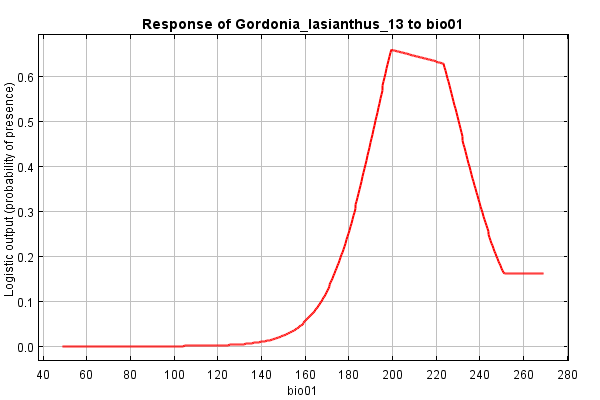 Response of Gordonia_lasianthus_13 to bio01
Logistic output (probability of presence)
0.6
0.5
0.4
0.3
0.2
0.1
0.0
40 60 80 100 120 140 160 180 200 220 240 260 280
bio01